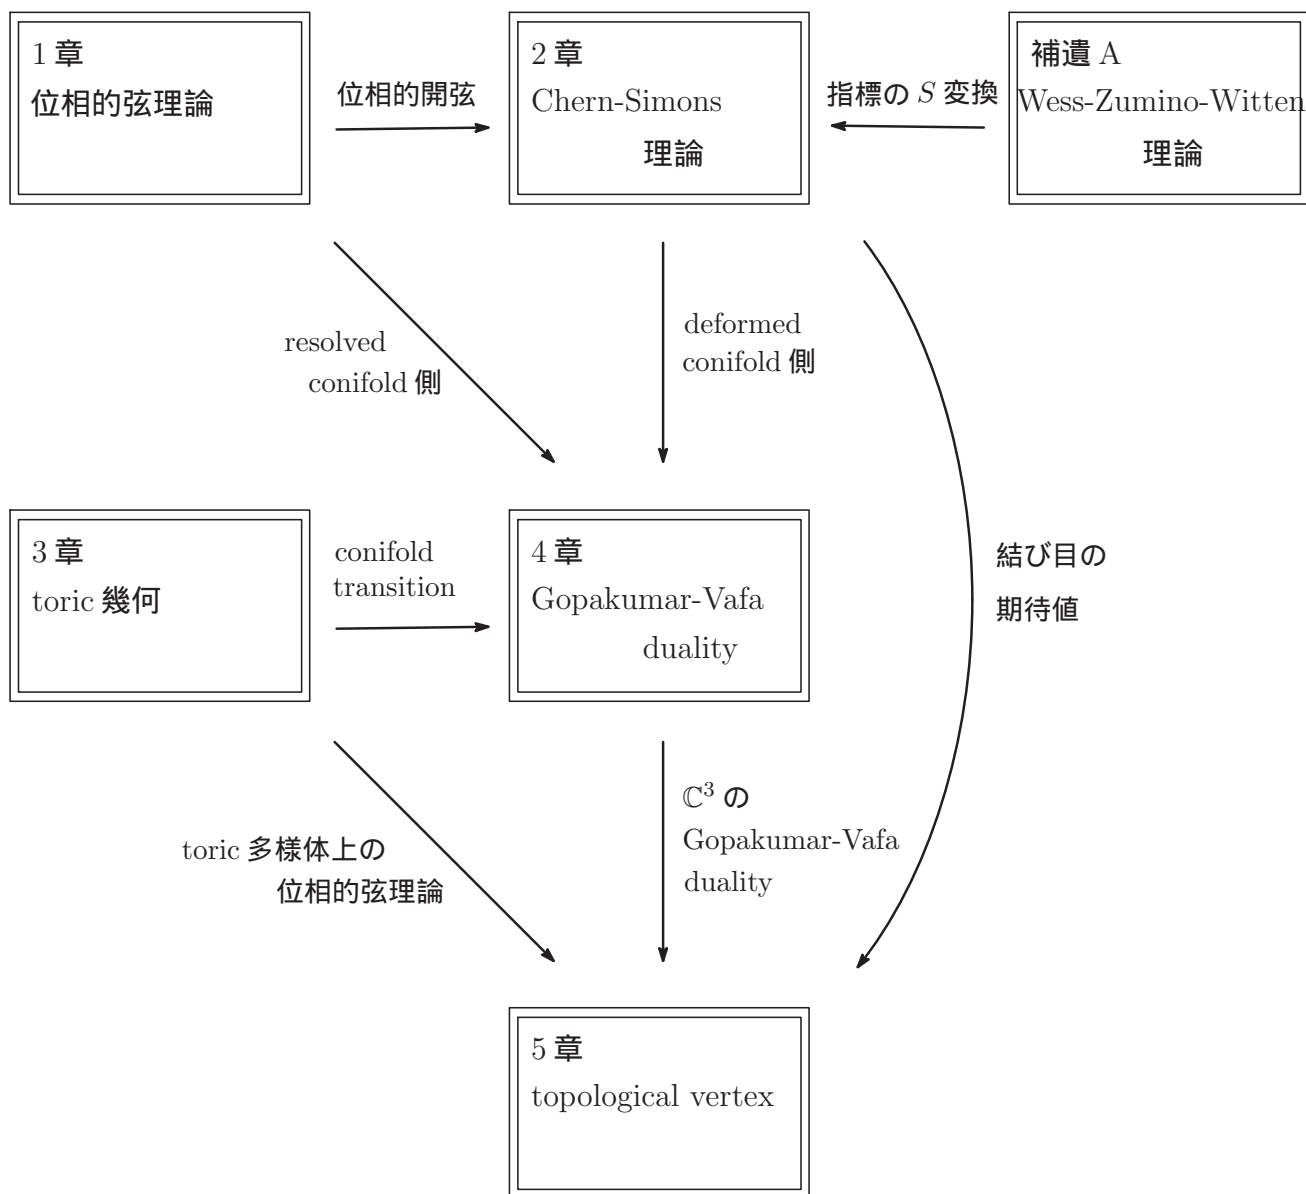 1 章
位相的弦理論
位相的開弦
2 章
Chern-Simons
理論
指標の S 変換
補遺 A
Wess-Zumino-Witten
理論
resolved
conifold 側
deformed
conifold 側
3 章
toric 幾何
conifold
transition
4 章
Gopakumar-Vafa
duality
結び目の
期待値
toric 多様体上の
位相的弦理論
ℂ³ の
Gopakumar-Vafa
duality
5 章
topological vertex